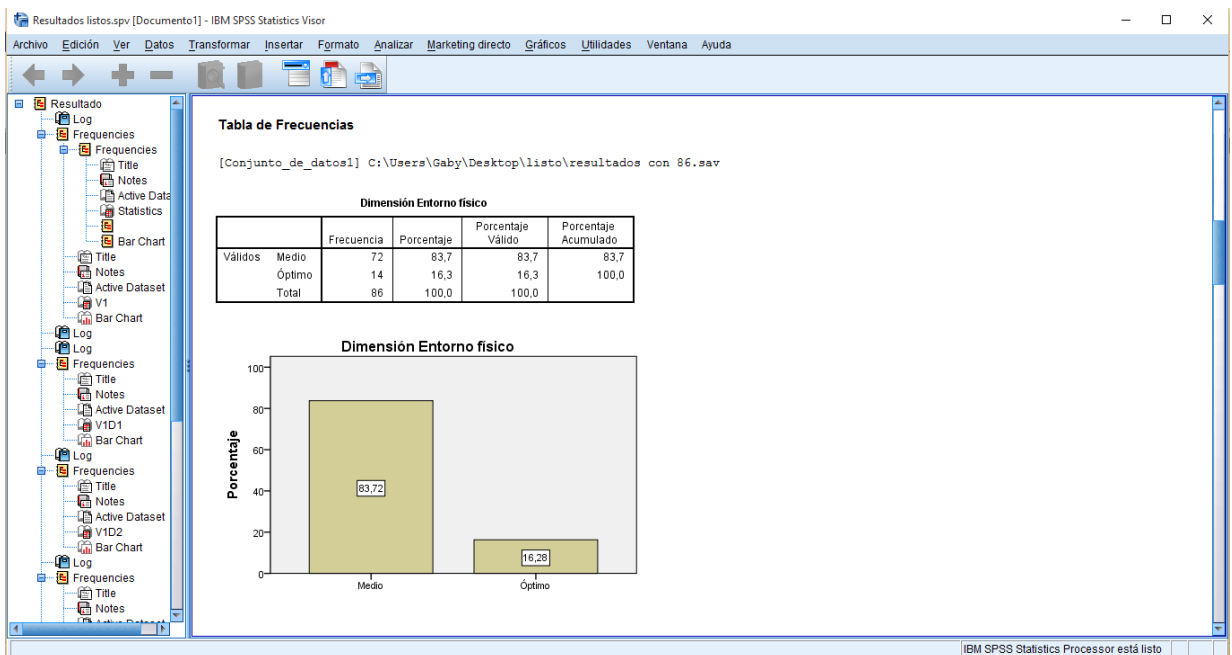 Resultados listos.spv [Documento1] - IBM SPSS Statistics Visor
Archivo Edición Ver Datos Transformar Insertar Formato Analizar Marketing directo Gráficos Utilidades Ventana Ayuda
Resultado
Log
Frequencies
Frequencies
Title
Notes
Active Data
Statistics
Bar Chart
Title
Notes
Active Dataset
V1
Bar Chart
Log
Log
Frequencies
Title
Notes
Active Dataset
V1D1
Bar Chart
Log
Frequencies
Title
Notes
Active Dataset
V1D2
Bar Chart
Log
Frequencies
Title
Notes
Active Dataset
Tabla de Frecuencias
[Conjunto_de_datos1] C:\Users\Gaby\Desktop\listo\resultados con 86.sav
Dimensión Entorno físico
Frecuencia Porcentaje Porcentaje Válido Porcentaje Acumulado
Válidos Medio 72 83,7 83,7 83,7
Óptimo 14 16,3 16,3 100,0
Total 86 100,0 100,0
Dimensión Entorno físico
Porcentaje
100
80
60
40
20
0
83,72
16,28
Medio Óptimo
IBM SPSS Statistics Processor está listo